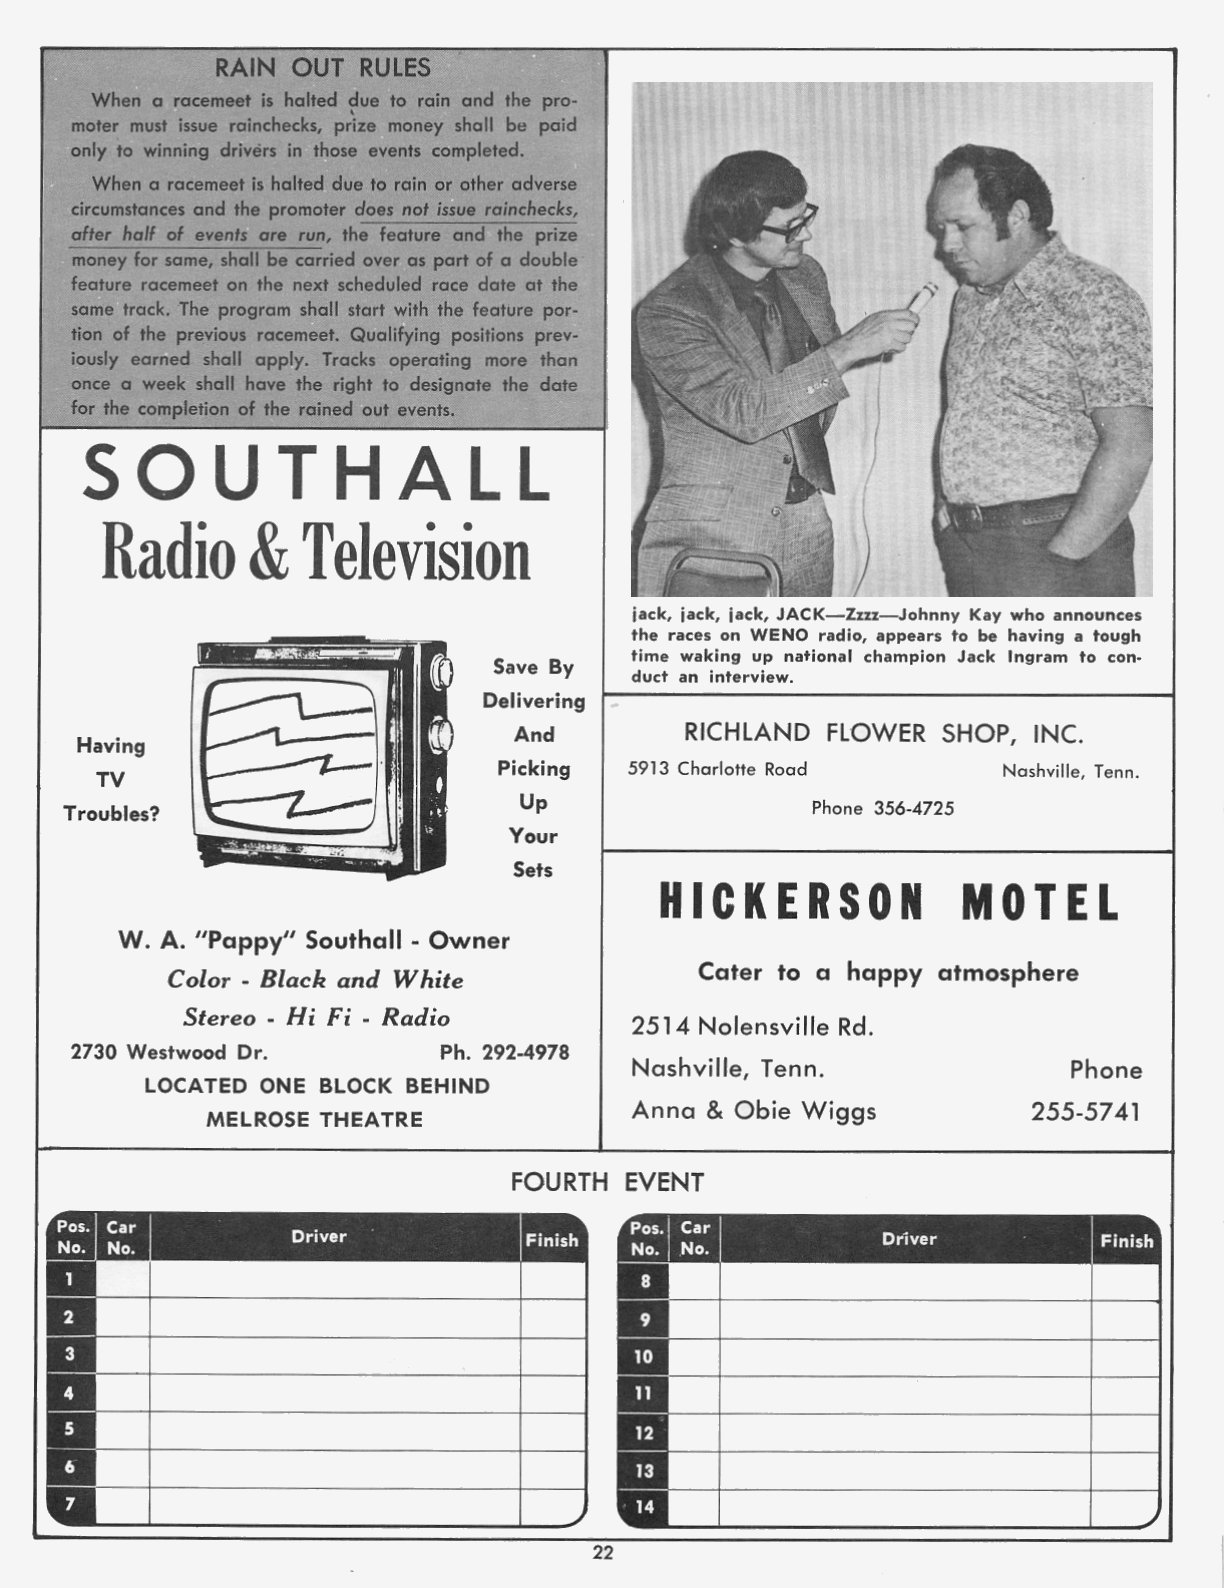 RAIN OUT RULES
When a racemeet is halted due to rain and the pro-
moter must issue rainchecks, prize money shall be paid
only to winning drivers in those events completed.
When a racemeet is halted due to rain or other adverse
circumstances and the promoter does not issue rainchecks,
after half of events are run, the feature and the prize
money for same, shall be carried over as part of a double
feature racemeet on the next scheduled race date at the
same track. The program shall start with the feature por-
tion of the previous racemeet. Qualifying positions prev-
iously earned shall apply. Tracks operating more than
once a week shall have the right to designate the date
for the completion of the rained out events.
SOUTHALL
Radio & Television
Having
TV
Troubles?
Save By
Delivering
And
Picking
Up
Your
Sets
W. A. "Pappy" Southall - Owner
Color - Black and White
Stereo - Hi Fi - Radio
2730 Westwood Dr. Ph. 292-4978
LOCATED ONE BLOCK BEHIND
MELROSE THEATRE
jack, jack, jack, JACK—Zzzz—Johnny Kay who announces
the races on WENO radio, appears to be having a tough
time waking up national champion Jack Ingram to con-
duct an interview.
RICHLAND FLOWER SHOP, INC.
5913 Charlotte Road Nashville, Tenn.
Phone 356-4725
HICKERSON MOTEL
Cater to a happy atmosphere
2514 Nolensville Rd.
Nashville, Tenn. Phone
Anna & Obie Wiggs 255-5741
FOURTH EVENT
Pos. No. Car No. Driver Finish
1
2
3
4
5
6
7
Pos. No. Car No. Driver Finish
8
9
10
11
12
13
14
22